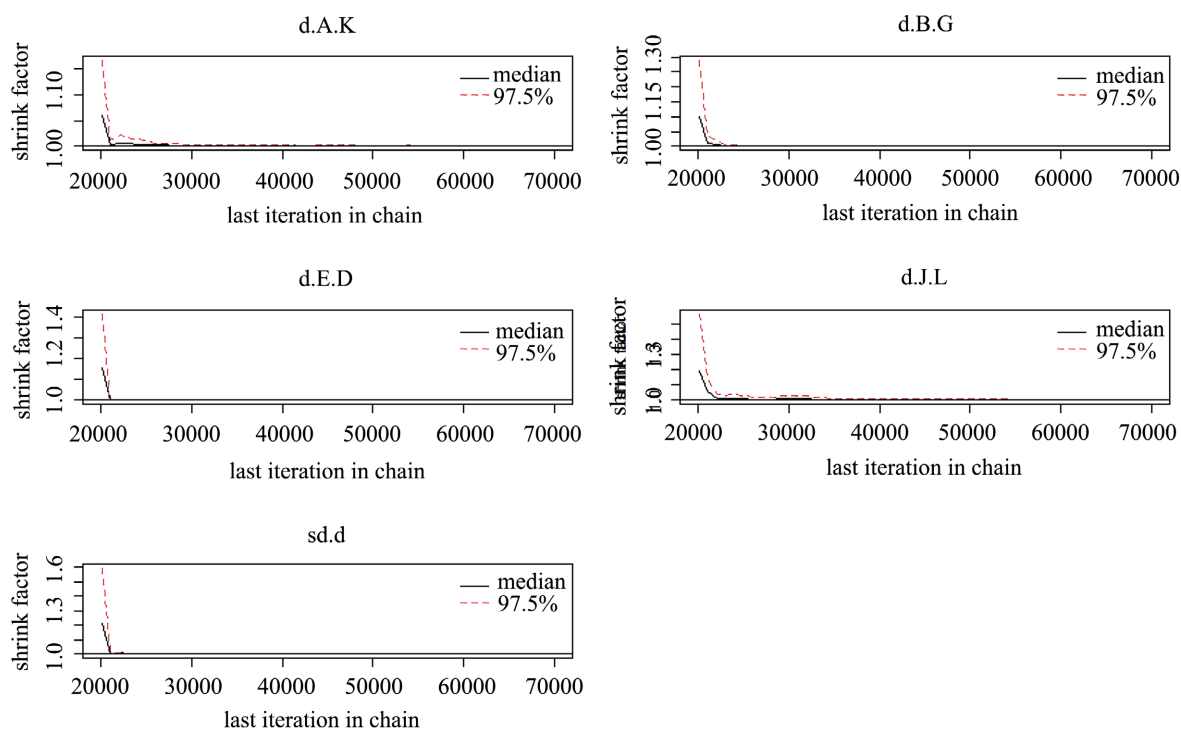 d.A.K
shrink factor
1.00 1.10
median
97.5%
20000 30000 40000 50000 60000 70000
last iteration in chain
d.B.G
shrink factor
1.00 1.15 1.30
median
97.5%
20000 30000 40000 50000 60000 70000
last iteration in chain
d.E.D
shrink factor
1.0 1.2 1.4
median
97.5%
20000 30000 40000 50000 60000 70000
last iteration in chain
d.J.L
shrink factor
1.0 1.3
median
97.5%
20000 30000 40000 50000 60000 70000
last iteration in chain
sd.d
shrink factor
1.0 1.3 1.6
median
97.5%
20000 30000 40000 50000 60000 70000
last iteration in chain